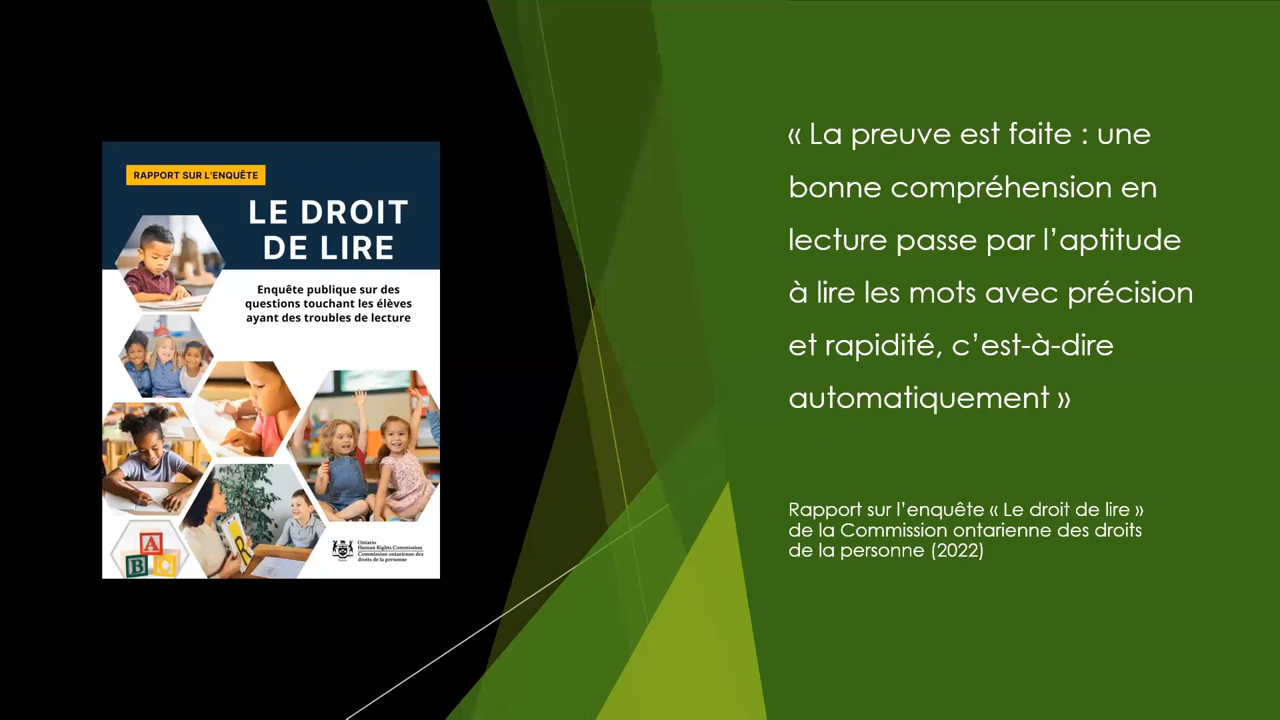 RAPPORT SUR L'ENQUÊTE
LE DROIT
DE LIRE
Enquête publique sur des
questions touchant les élèves
ayant des troubles de lecture
A
B C
R
Ontario
Human Rights Commission
Commission ontarienne des
droits de la personne
« La preuve est faite : une
bonne compréhension en
lecture passe par l’aptitude
à lire les mots avec précision
et rapidité, c’est-à-dire
automatiquement »
Rapport sur l’enquête « Le droit de lire »
de la Commission ontarienne des droits
de la personne (2022)